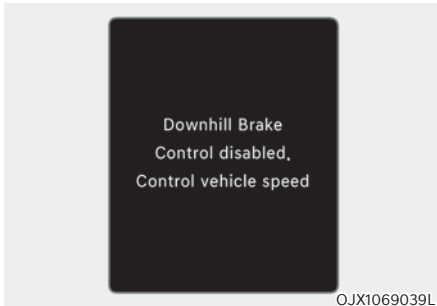 Downhill Brake
Control disabled.
Control vehicle speed
OJX1069039L